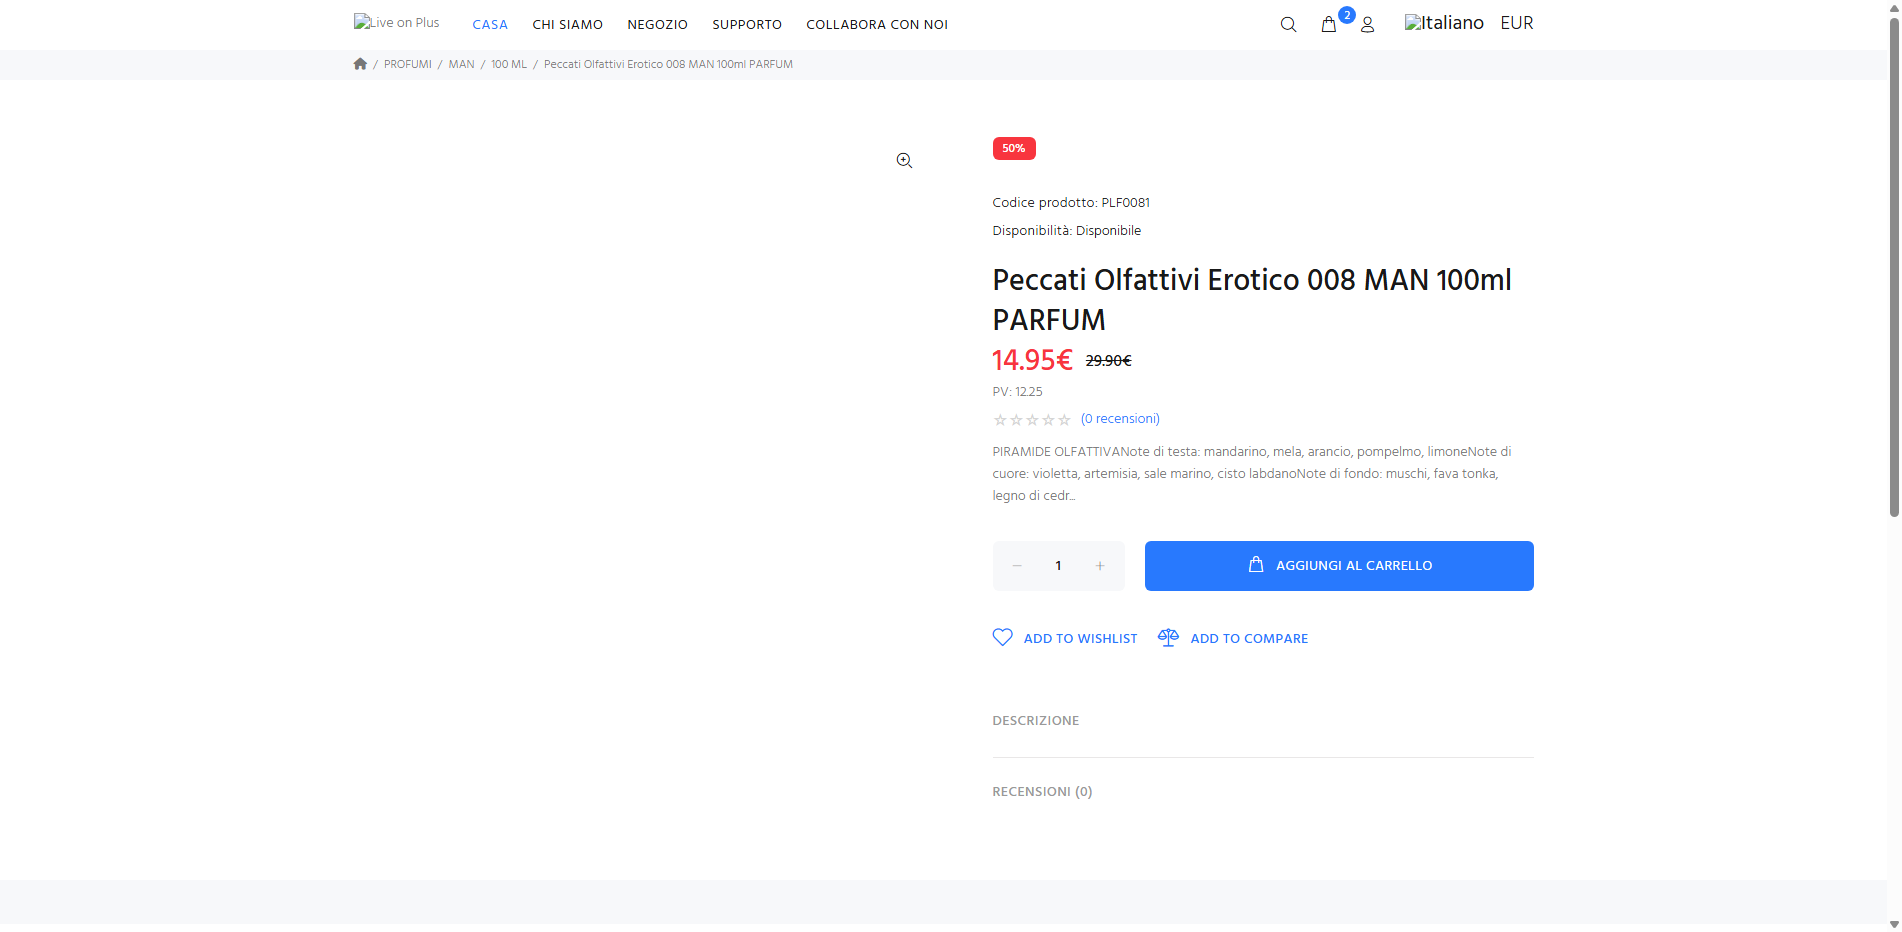 Live on Plus CASA CHI SIAMO NEGOZIO SUPPORTO COLLABORA CON NOI 2 Italiano EUR
/ PROFUMI / MAN / 100 ML / Peccati Olfattivi Erotico 008 MAN 100ml PARFUM
50%
Codice prodotto: PLF0081
Disponibilità: Disponibile
Peccati Olfattivi Erotico 008 MAN 100ml
PARFUM
14.95€ 29.90€
PV: 12.25
(0 recensioni)
PIRAMIDE OLFATTIVANote di testa: mandarino, mela, arancio, pompelmo, limoneNote di
cuore: violetta, artemisia, sale marino, cisto labdanoNote di fondo: muschi, fava tonka,
legno di cedr...
− 1 + AGGIUNGI AL CARRELLO
ADD TO WISHLIST ADD TO COMPARE
DESCRIZIONE
RECENSIONI (0)